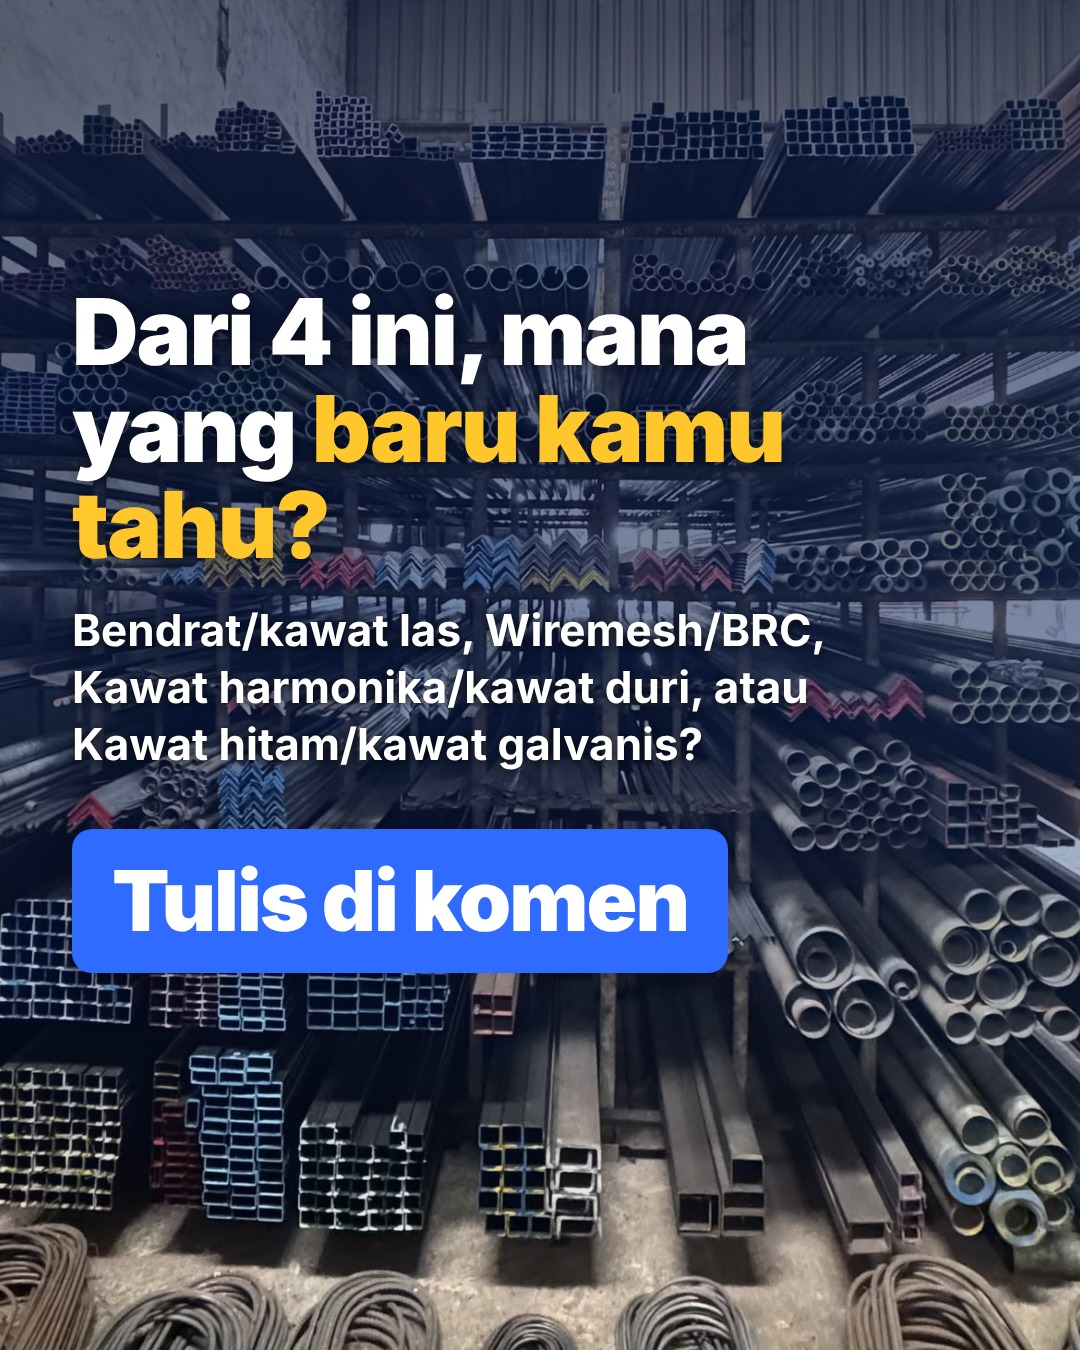 Dari 4 ini, mana
yang baru kamu
tahu?
Bendrat/kawat las, Wiremesh/BRC,
Kawat harmonika/kawat duri, atau
Kawat hitam/kawat galvanis?
Tulis di komen